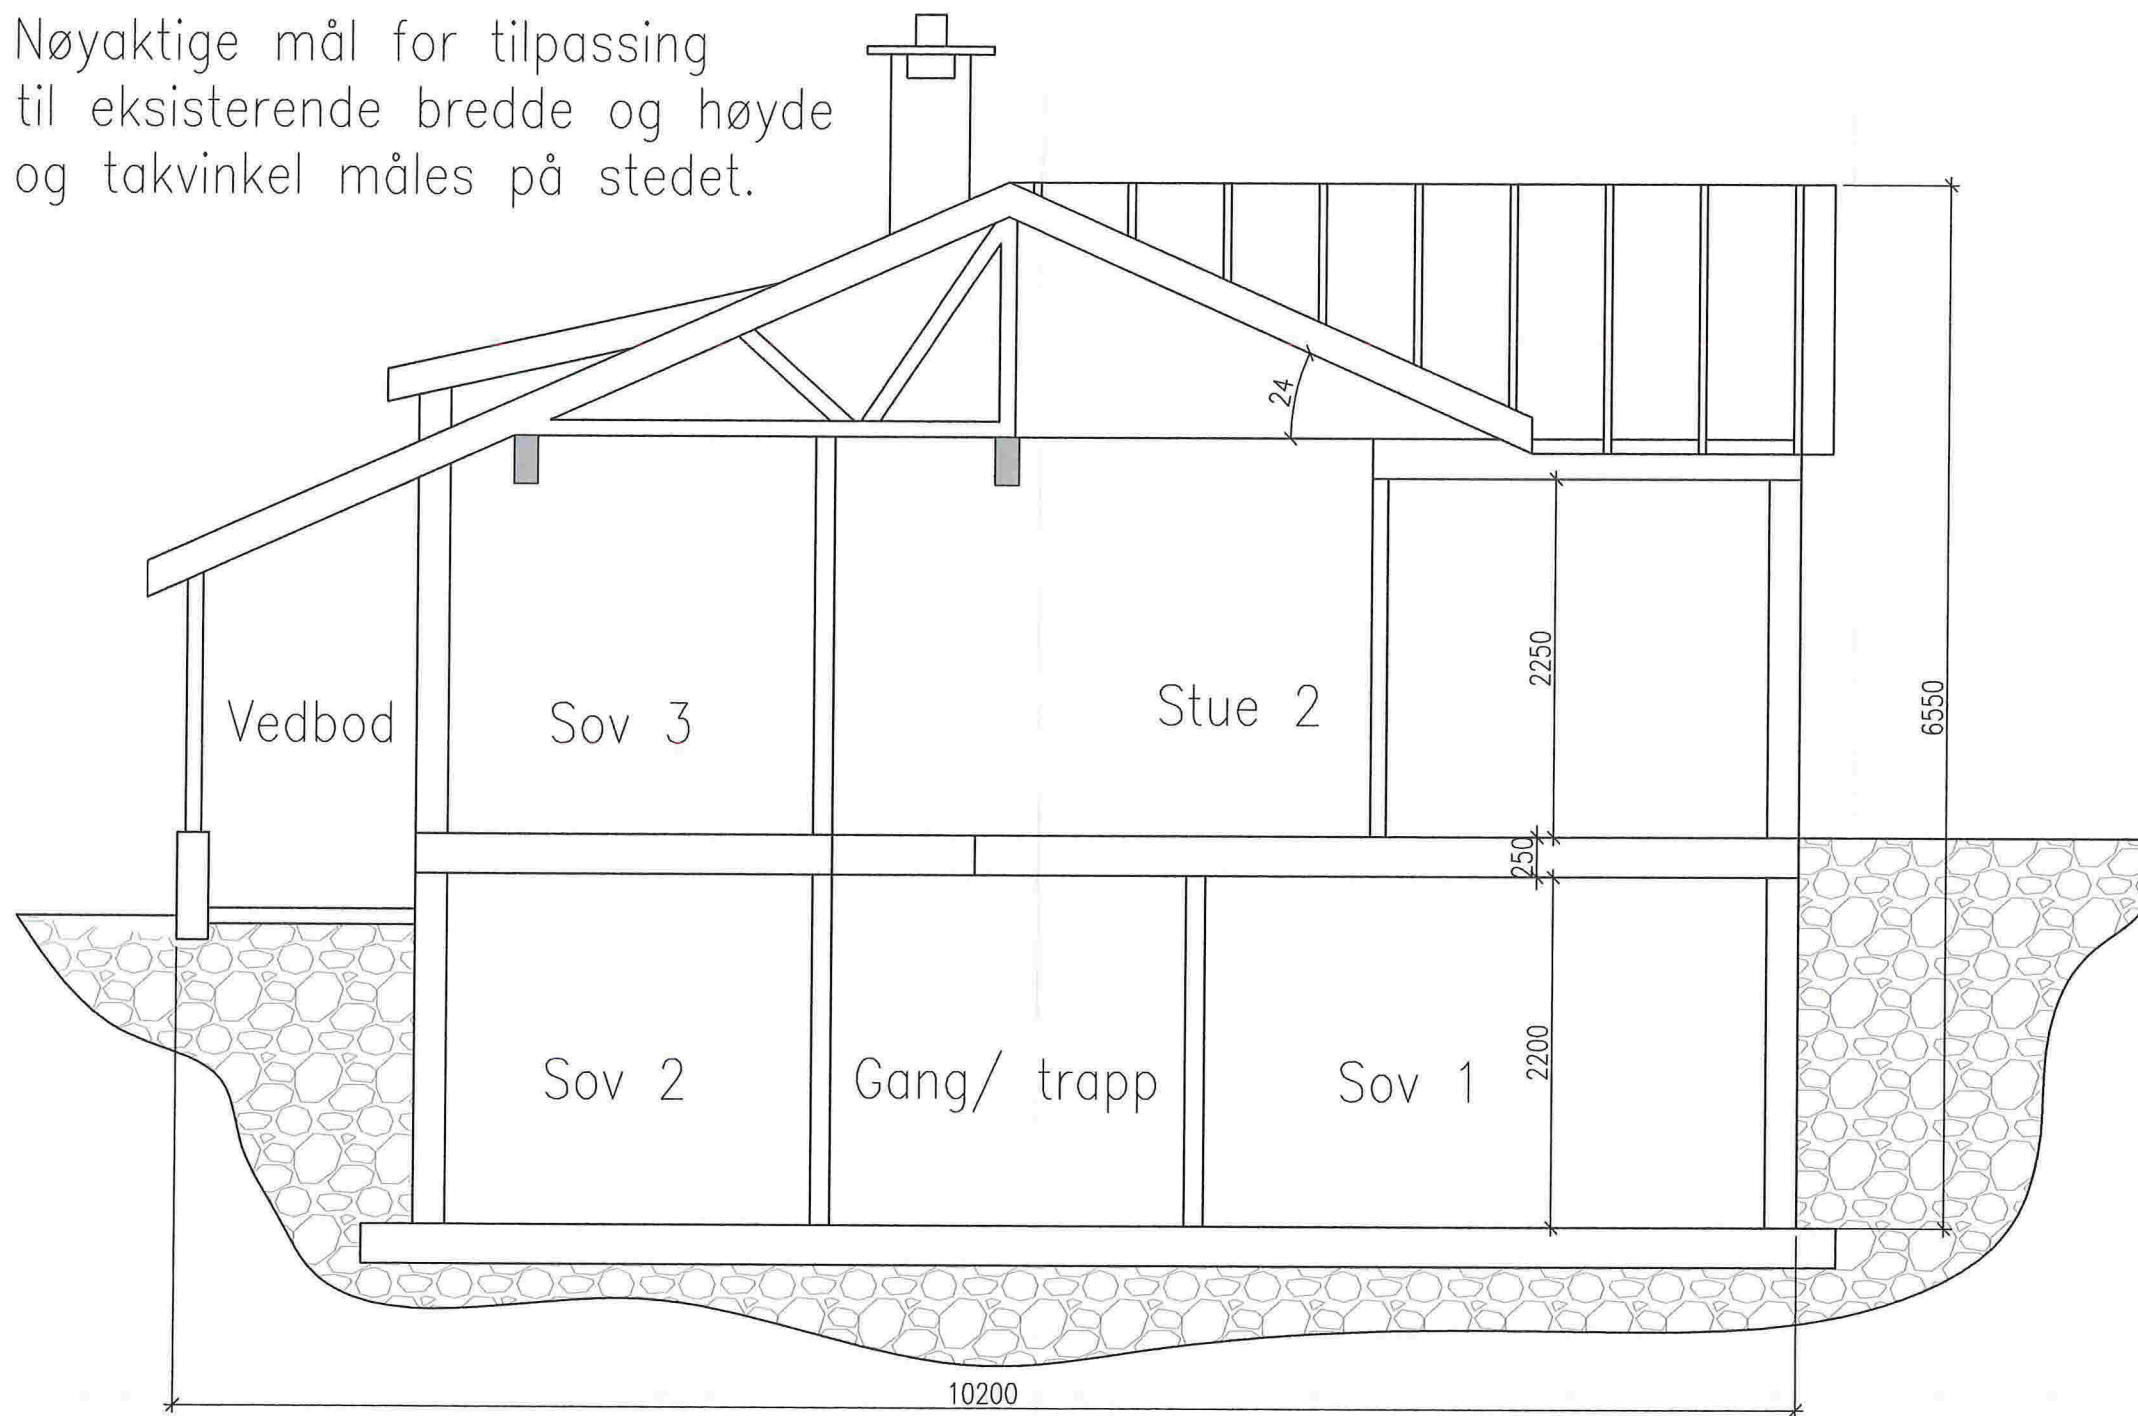 Nøyaktige mål for tilpassing
til eksisterende bredde og høyde
og takvinkel måles på stedet.
24
2250
6550
Vedbod
Sov 3
Stue 2
250
2200
Sov 2
Gang/ trapp
Sov 1
10200